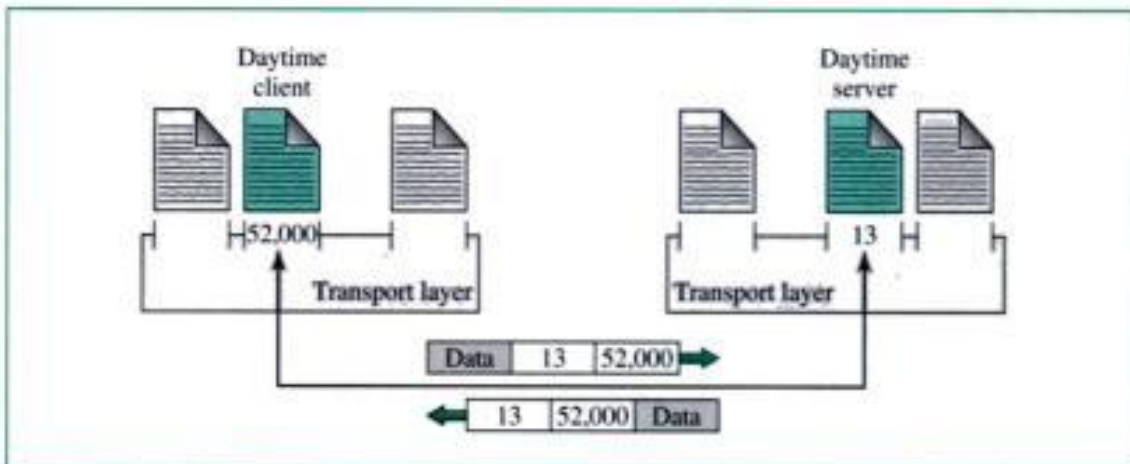 Daytime
client
Daytime
server
52,000
13
Transport layer
Transport layer
Data 13 52,000
13 52,000 Data